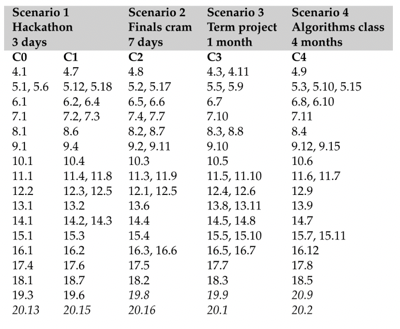 Scenario 1 Scenario 2 Scenario 3 Scenario 4
Hackathon Finals cram Term project Algorithms class
3 days 7 days 1 month 4 months
C0 C1 C2 C3 C4
4.1 4.7 4.8 4.3, 4.11 4.9
5.1, 5.6 5.12, 5.18 5.2, 5.17 5.5, 5.9 5.3, 5.10, 5.15
6.1 6.2, 6.4 6.5, 6.6 6.7 6.8, 6.10
7.1 7.2, 7.3 7.4, 7.7 7.10 7.11
8.1 8.6 8.2, 8.7 8.3, 8.8 8.4
9.1 9.4 9.2, 9.11 9.10 9.12, 9.15
10.1 10.4 10.3 10.5 10.6
11.1 11.4, 11.8 11.3, 11.9 11.5, 11.10 11.6, 11.7
12.2 12.3, 12.5 12.1, 12.5 12.4, 12.6 12.9
13.1 13.2 13.6 13.8, 13.11 13.9
14.1 14.2, 14.3 14.4 14.5, 14.8 14.7
15.1 15.3 15.4 15.5, 15.10 15.7, 15.11
16.1 16.2 16.3, 16.6 16.5, 16.7 16.12
17.4 17.6 17.5 17.7 17.8
18.1 18.7 18.2 18.3 18.5
19.3 19.6 19.8 19.9 20.9
20.13 20.15 20.16 20.1 20.2